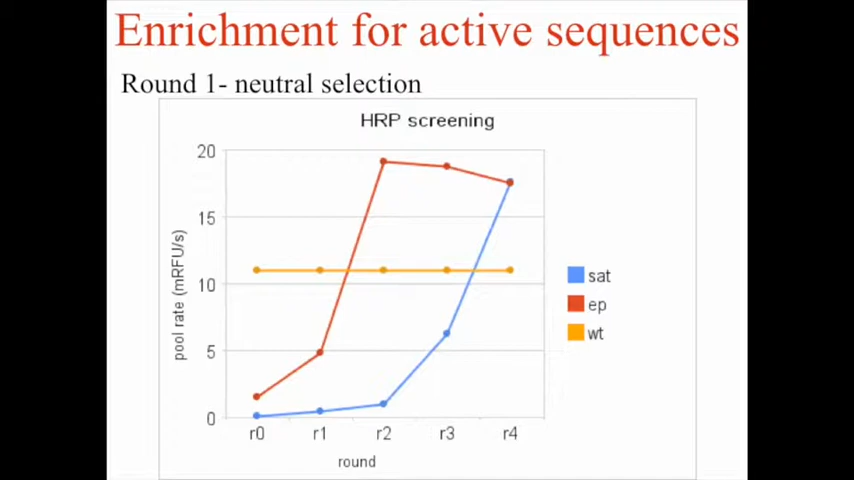 Enrichment for active sequences
Round 1- neutral selection
HRP screening
20
15
10
5
0
pool rate (mRFU/s)
r0 r1 r2 r3 r4
round
sat
ep
wt